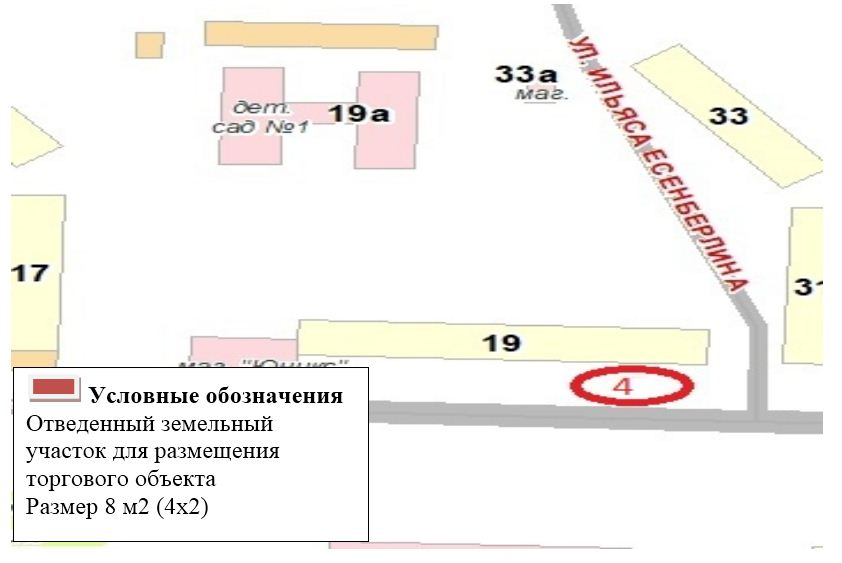 33а
маг.
дет.
сад №1
19а
33
УЛ. ИЛЬЯСА ЕСЕНБЕРЛИНА
17
31
19
маг. "Юникс"
4
Условные обозначения
Отведенный земельный
участок для размещения
торгового объекта
Размер 8 м2 (4х2)